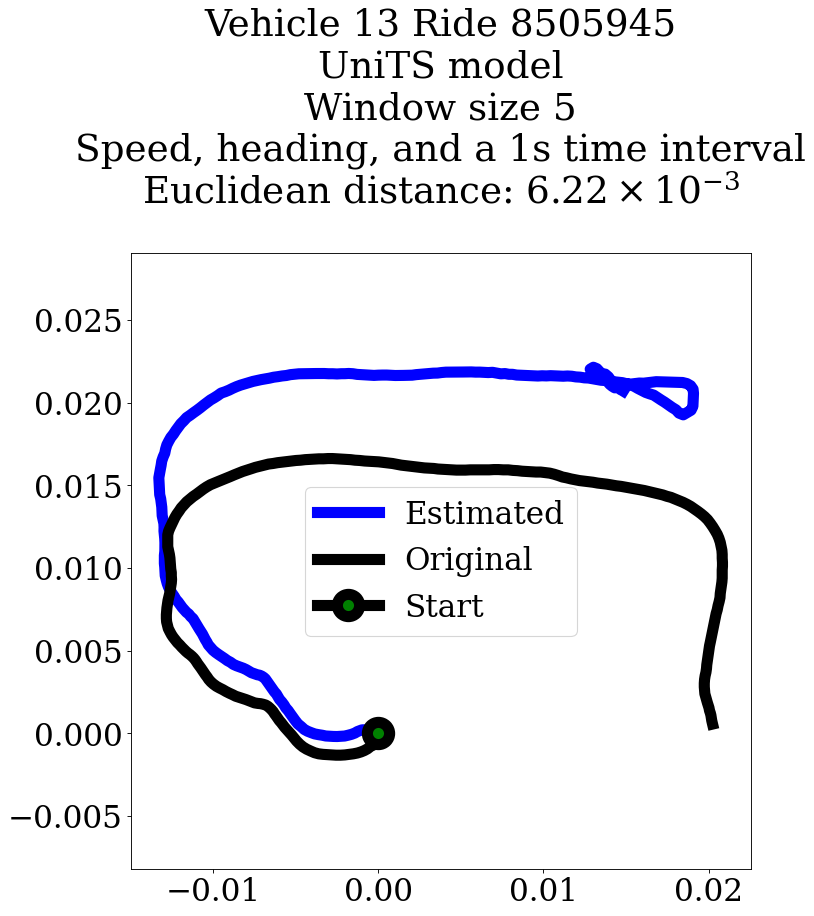 Vehicle 13 Ride 8505945
UniTS model
Window size 5
Speed, heading, and a 1s time interval
Euclidean distance: 6.22 × 10⁻³
0.025
0.020
0.015
0.010
0.005
0.000
−0.005
Estimated
Original
Start
−0.01 0.00 0.01 0.02